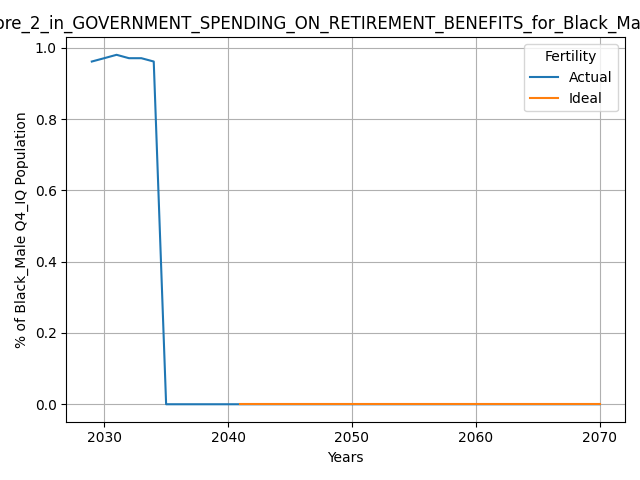 ore_2_in_GOVERNMENT_SPENDING_ON_RETIREMENT_BENEFITS_for_Black_Ma
Fertility
Actual
Ideal
% of Black_Male Q4_IQ Population
1.0
0.8
0.6
0.4
0.2
0.0
2030 2040 2050 2060 2070
Years